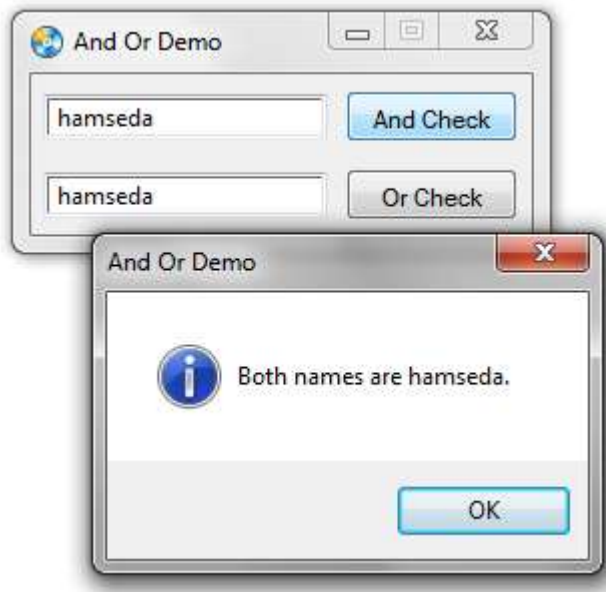 And Or Demo
hamseda
And Check
hamseda
Or Check
And Or Demo
Both names are hamseda.
OK